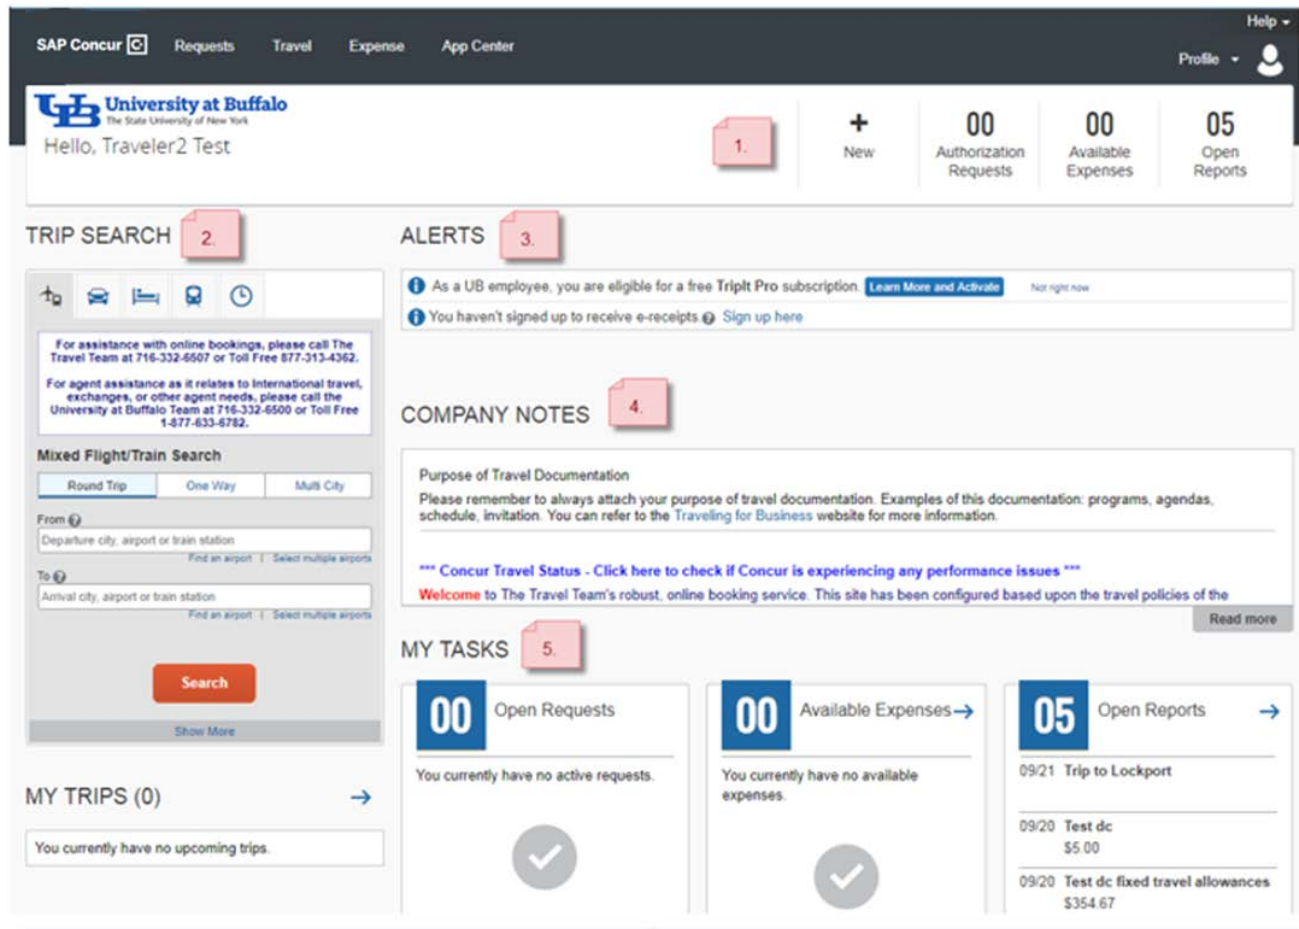 Help
SAP Concur C Requests Travel Expense App Center
Profile
UB University at Buffalo
The State University of New York
Hello, Traveler2 Test
1.
+
New
00
Authorization
Requests
00
Available
Expenses
05
Open
Reports
TRIP SEARCH 2.
For assistance with online bookings, please call The
Travel Team at 716-332-6507 or Toll Free 877-313-4362.
For agent assistance as it relates to International travel,
exchanges, or other agent needs, please call the
University at Buffalo Team at 716-332-6500 or Toll Free
1-877-633-6782.
Mixed Flight/Train Search
Round Trip One Way Multi City
From ?
Departure city, airport or train station
Find an airport | Select multiple airports
To ?
Arrival city, airport or train station
Find an airport | Select multiple airports
Search
Show More
MY TRIPS (0)
You currently have no upcoming trips.
ALERTS 3.
As a UB employee, you are eligible for a free TripIt Pro subscription. Learn More and Activate Not right now
You haven't signed up to receive e-receipts ? Sign up here
COMPANY NOTES 4.
Purpose of Travel Documentation
Please remember to always attach your purpose of travel documentation. Examples of this documentation: programs, agendas,
schedule, invitation. You can refer to the Traveling for Business website for more information.
*** Concur Travel Status - Click here to check if Concur is experiencing any performance issues ***
Welcome to The Travel Team's robust, online booking service. This site has been configured based upon the travel policies of the
Read more
MY TASKS 5.
00 Open Requests
You currently have no active requests.
00 Available Expenses
You currently have no available
expenses.
05 Open Reports
09/21 Trip to Lockport
09/20 Test dc
$5.00
09/20 Test dc fixed travel allowances
$354.67